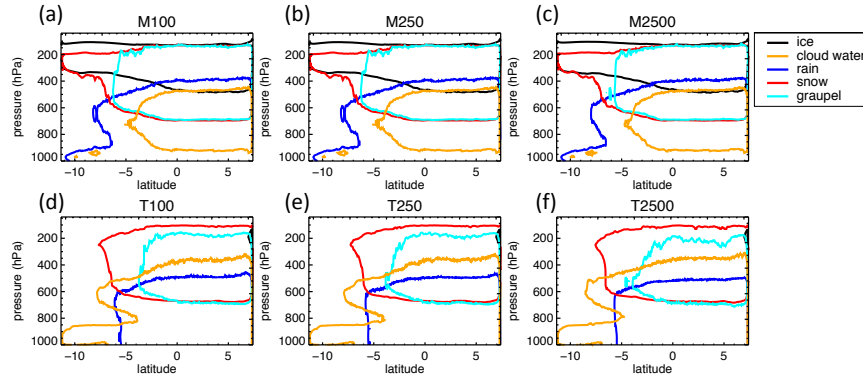 (a) M100
(b) M250
(c) M2500
ice
cloud water
rain
snow
graupel
pressure (hPa)
200
400
600
800
1000
−10 −5 0 5
latitude
pressure (hPa)
200
400
600
800
1000
−10 −5 0 5
latitude
pressure (hPa)
200
400
600
800
1000
−10 −5 0 5
latitude
(d) T100
(e) T250
(f) T2500
pressure (hPa)
200
400
600
800
1000
−10 −5 0 5
latitude
pressure (hPa)
200
400
600
800
1000
−10 −5 0 5
latitude
pressure (hPa)
200
400
600
800
1000
−10 −5 0 5
latitude